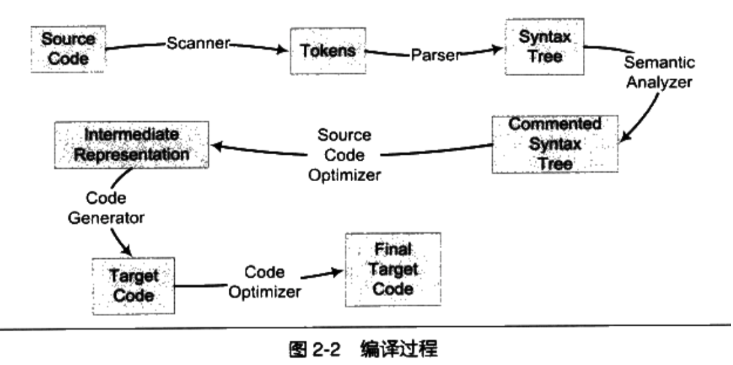 Source
Code
Scanner
Tokens
Parser
Syntax
Tree
Semantic
Analyzer
Commented
Syntax
Tree
Source
Code
Optimizer
Intermediate
Representation
Code
Generator
Target
Code
Code
Optimizer
Final
Target
Code
图 2-2 编译过程